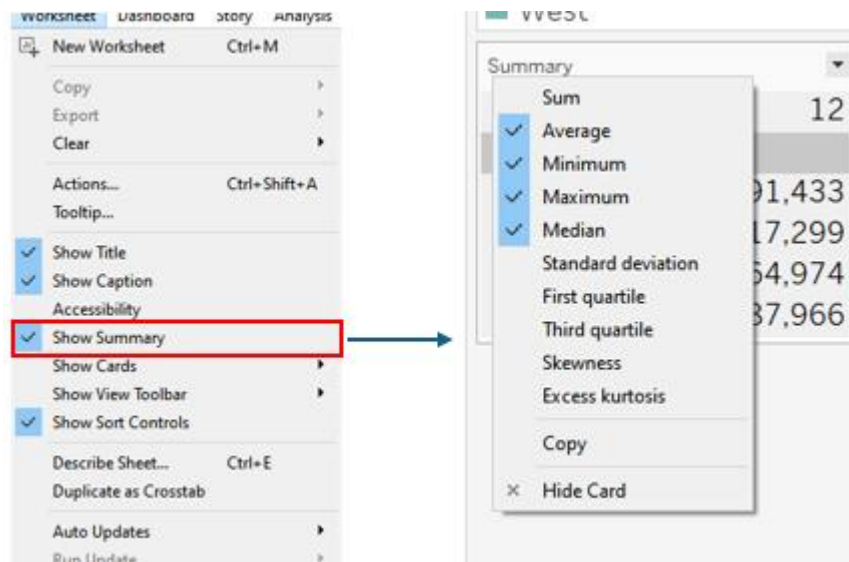 Worksheet Dashboard Story Analysis
New Worksheet Ctrl+M
Copy
Export
Clear
Actions... Ctrl+Shift+A
Tooltip...
Show Title
Show Caption
Accessibility
Show Summary
Show Cards
Show View Toolbar
Show Sort Controls
Describe Sheet... Ctrl+E
Duplicate as Crosstab
Auto Updates
Run Update
West
Summary
12
Sum
Average
Minimum
Maximum
Median
Standard deviation
First quartile
Third quartile
Skewness
Excess kurtosis
Copy
Hide Card
91,433
17,299
54,974
37,966